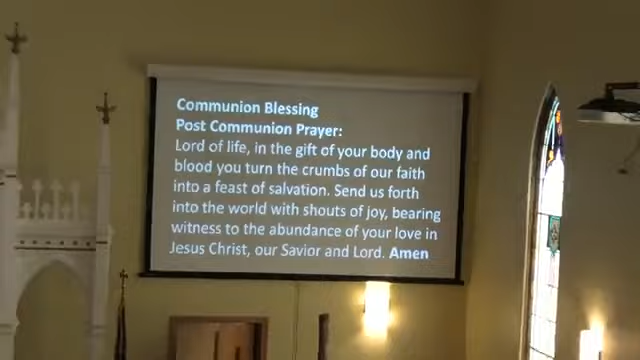 Communion Blessing
Post Communion Prayer:
Lord of life, in the gift of your body and
blood you turn the crumbs of our faith
into a feast of salvation. Send us forth
into the world with shouts of joy, bearing
witness to the abundance of your love in
Jesus Christ, our Savior and Lord. Amen